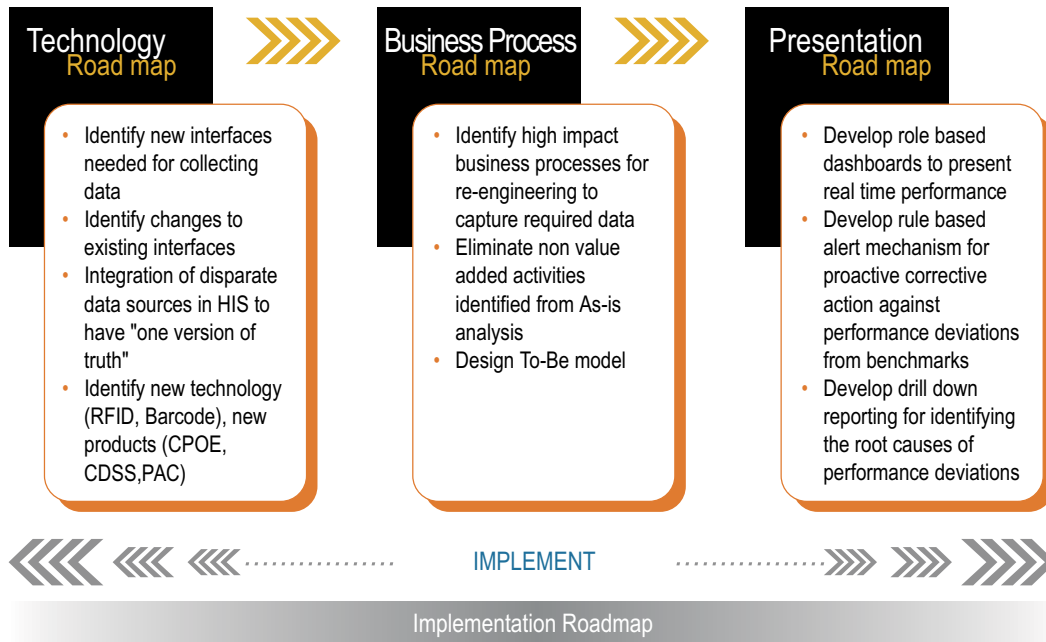 Technology
Road map
• Identify new interfaces
needed for collecting
data
• Identify changes to
existing interfaces
• Integration of disparate
data sources in HIS to
have "one version of
truth"
• Identify new technology
(RFID, Barcode), new
products (CPOE,
CDSS,PAC)
Business Process
Road map
• Identify high impact
business processes for
re-engineering to
capture required data
• Eliminate non value
added activities
identified from As-is
analysis
• Design To-Be model
Presentation
Road map
• Develop role based
dashboards to present
real time performance
• Develop rule based
alert mechanism for
proactive corrective
action against
performance deviations
from benchmarks
• Develop drill down
reporting for identifying
the root causes of
performance deviations
IMPLEMENT
Implementation Roadmap